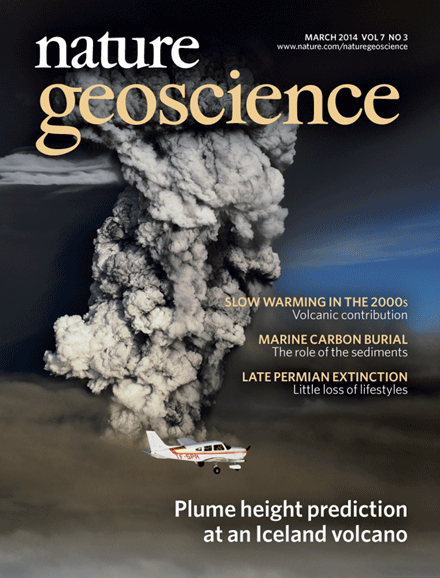 nature
geoscience
MARCH 2014 VOL 7 NO 3
www.nature.com/naturegeoscience
SLOW WARMING IN THE 2000s
Volcanic contribution
MARINE CARBON BURIAL
The role of the sediments
LATE PERMIAN EXTINCTION
Little loss of lifestyles
TF-SPA
Plume height prediction
at an Iceland volcano